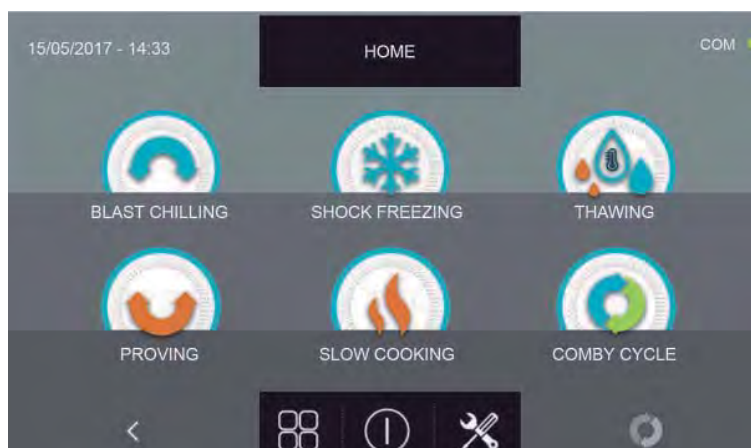 15/05/2017 - 14:33 HOME COM
BLAST CHILLING SHOCK FREEZING THAWING
PROVING SLOW COOKING COMBY CYCLE